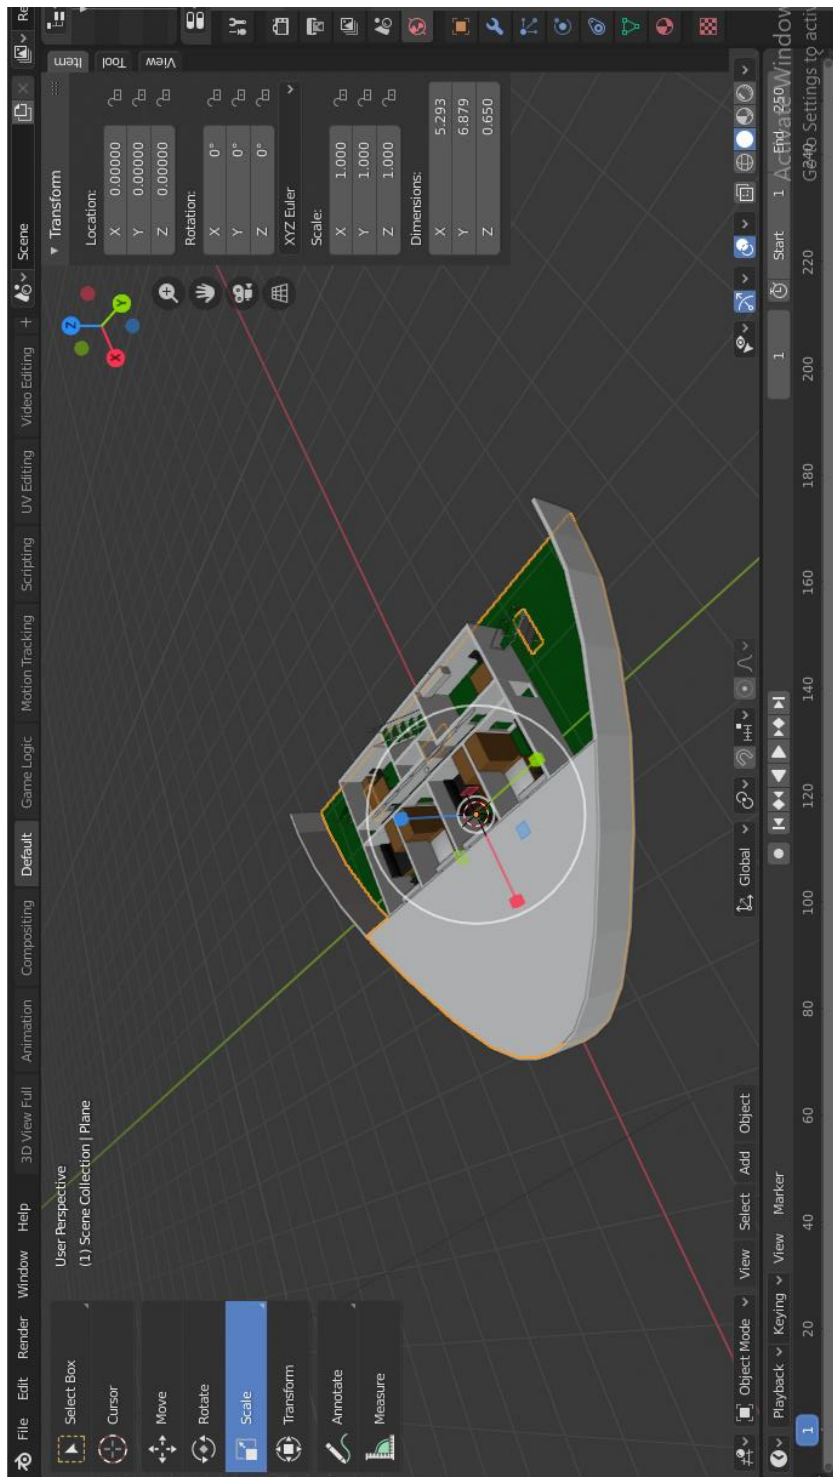 File Edit Render Window Help 3D View Full Animation Compositing Default Game Logic Motion Tracking Scripting UV Editing Video Editing + Scene
Select Box
Cursor
Move
Rotate
Scale
Transform
Annotate
Measure
User Perspective
(1) Scene Collection | Plane
Z
Y
X
Transform
Location:
X 0.00000
Y 0.00000
Z 0.00000
Rotation:
X 0°
Y 0°
Z 0°
XYZ Euler
Scale:
X 1.000
Y 1.000
Z 1.000
Dimensions:
X 5.293
Y 6.879
Z 0.650
Item
Tool
View
Object Mode View Select Add Object Global
Playback Keying View Marker 1 Start 1 End 250
1 20 40 60 80 100 120 140 160 180 200 220 240
Activate Window
Go to Settings to activ